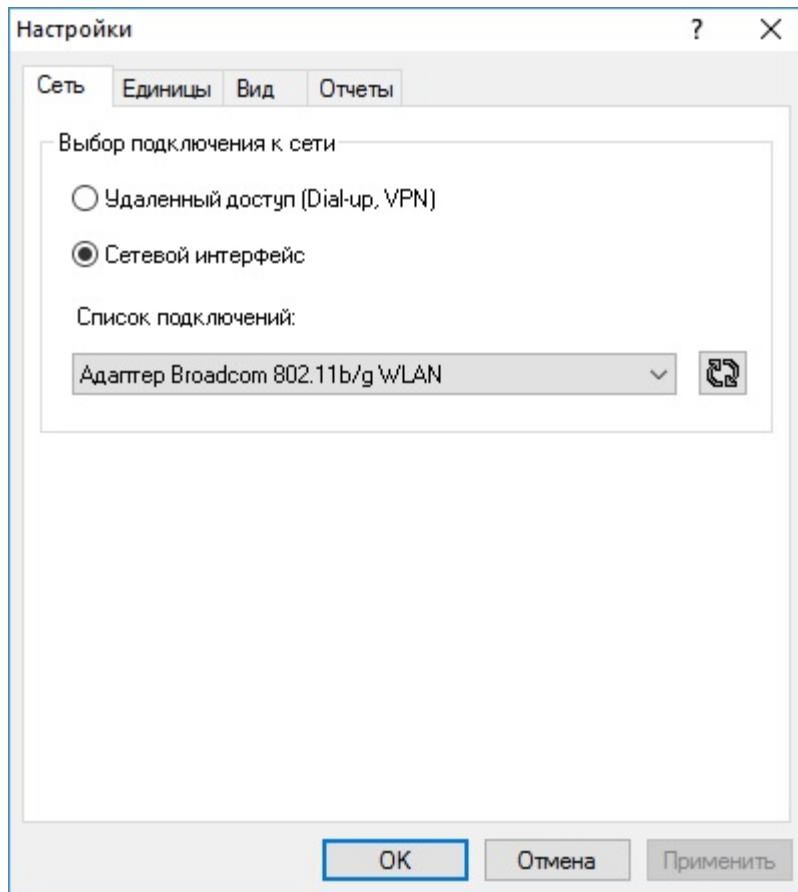 Настройки
Сеть Единицы Вид Отчеты
Выбор подключения к сети
Удаленный доступ (Dial-up, VPN)
Сетевой интерфейс
Список подключений:
Адаптер Broadcom 802.11b/g WLAN
OK Отмена Применить